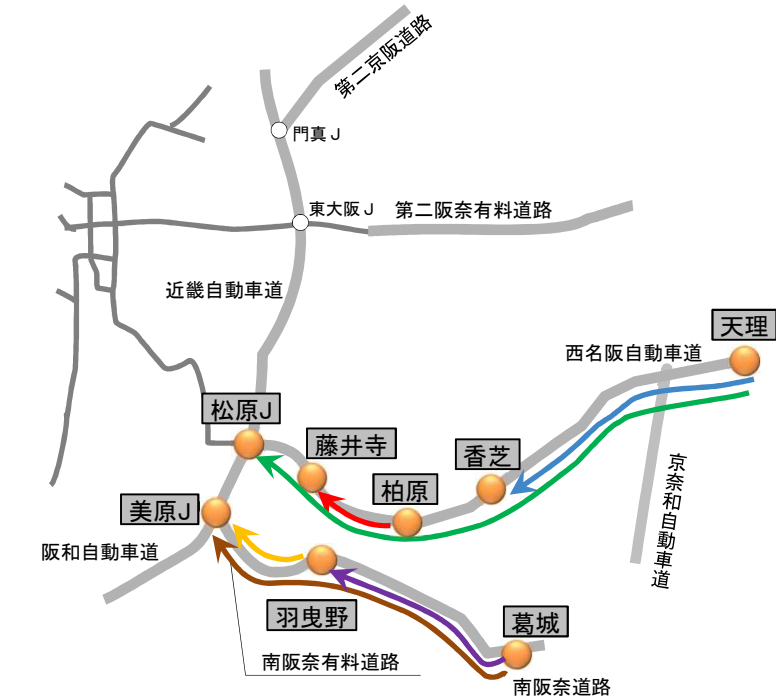 第二京阪道路
門真J
東大阪J
第二阪奈有料道路
近畿自動車道
天理
西名阪自動車道
松原J
藤井寺
香芝
柏原
京奈和自動車道
美原J
阪和自動車道
羽曳野
葛城
南阪奈有料道路
南阪奈道路